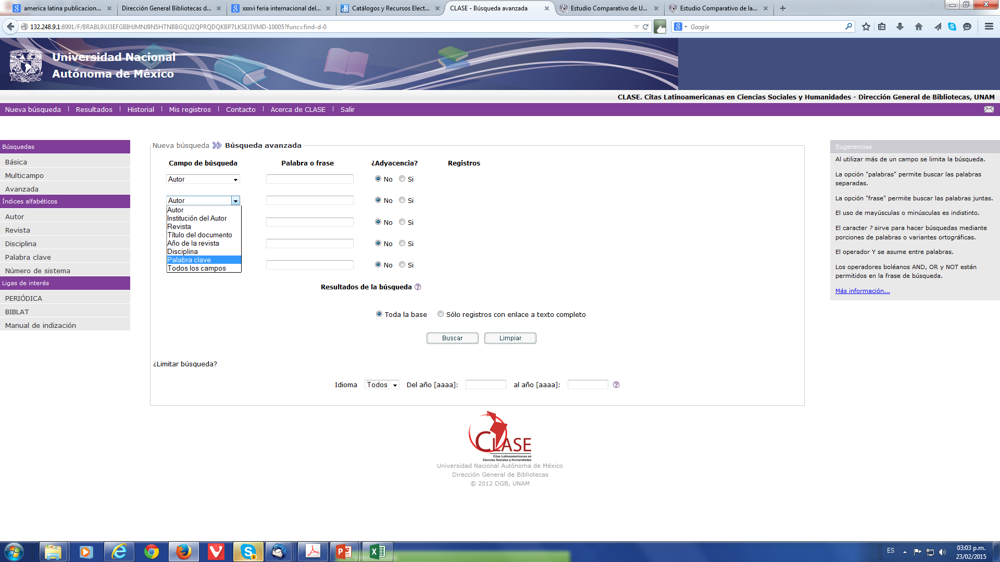 america latina publicacion...
Dirección General Bibliotecas d...
xxxvi feria internacional del...
Catálogos y Recursos Elect...
CLASE - Búsqueda avanzada
Estudio Comparativo de U...
Estudio Comparativo de la...
132.248.9.1:8991/F/8RABL9XJ3EFGBIHJMNJ9N5HTNBBGQU2QPRQDQKBP7LKSEJ3VMD-10005?func=find-d-0
Google
Universidad Nacional
Autónoma de México
CLASE. Citas Latinoamericanas en Ciencias Sociales y Humanidades - Dirección General de Bibliotecas, UNAM
Nueva búsqueda | Resultados | Historial | Mis registros | Contacto | Acerca de CLASE | Salir
Búsquedas
Básica
Multicampo
Avanzada
Índices alfabéticos
Autor
Revista
Disciplina
Palabra clave
Número de sistema
Ligas de interés
PERIÓDICA
BIBLAT
Manual de indización
Nueva búsqueda Búsqueda avanzada
Campo de búsqueda Palabra o frase ¿Adyacencia? Registros
Autor No Si
Autor No Si
Autor
Institución del Autor
Revista
Título del documento
Año de la revista
Disciplina
Palabra clave
Todos los campos
No Si
No Si
No Si
Resultados de la búsqueda ?
Toda la base Sólo registros con enlace a texto completo
Buscar Limpiar
¿Limitar búsqueda?
Idioma Todos Del año [aaaa]: al año [aaaa]: ?
Sugerencias
Al utilizar más de un campo se limita la búsqueda.
La opción "palabras" permite buscar las palabras
separadas.
La opción "frase" permite buscar las palabras juntas.
El uso de mayúsculas o minúsculas es indistinto.
El caracter ? sirve para hacer búsquedas mediante
porciones de palabras o variantes ortográficas.
El operador Y se asume entre palabras.
Los operadores boléanos AND, OR y NOT están
permitidos en la frase de búsqueda.
Más información...
CLASE
Citas Latinoamericanas en
Ciencias Sociales y Humanidades
Universidad Nacional Autónoma de México
Dirección General de Bibliotecas
© 2012 DGB, UNAM
ES
03:03 p.m.
23/02/2015